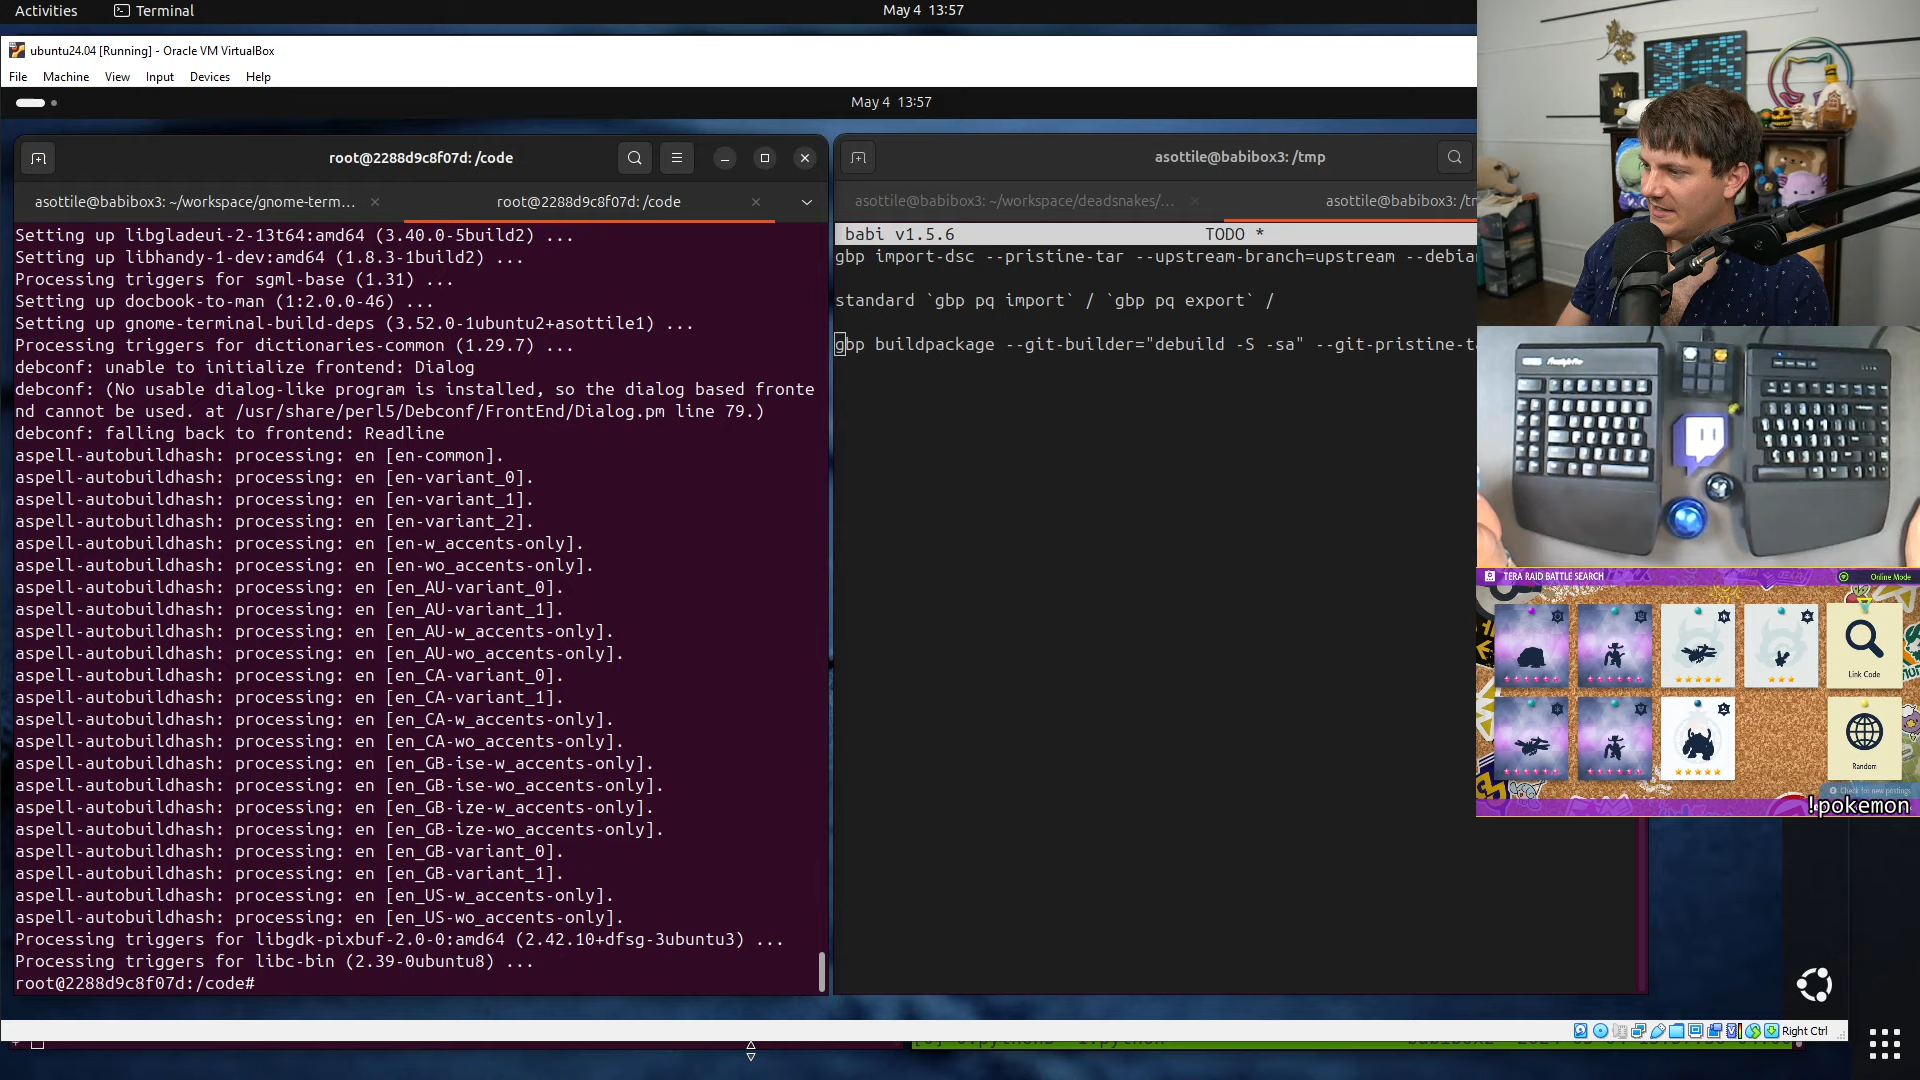 Activities
Terminal
May 4 13:57
ubuntu24.04 [Running] - Oracle VM VirtualBox
File Machine View Input Devices Help
May 4 13:57
root@2288d9c8f07d: /code
asottile@babibox3: ~/workspace/gnome-term...
root@2288d9c8f07d: /code
Setting up libgladeui-2-13t64:amd64 (3.40.0-5build2) ...
Setting up libhandy-1-dev:amd64 (1.8.3-1build2) ...
Processing triggers for sgml-base (1.31) ...
Setting up docbook-to-man (1:2.0.0-46) ...
Setting up gnome-terminal-build-deps (3.52.0-1ubuntu2+asottile1) ...
Processing triggers for dictionaries-common (1.29.7) ...
debconf: unable to initialize frontend: Dialog
debconf: (No usable dialog-like program is installed, so the dialog based fronte
nd cannot be used. at /usr/share/perl5/Debconf/FrontEnd/Dialog.pm line 79.)
debconf: falling back to frontend: Readline
aspell-autobuildhash: processing: en [en-common].
aspell-autobuildhash: processing: en [en-variant_0].
aspell-autobuildhash: processing: en [en-variant_1].
aspell-autobuildhash: processing: en [en-variant_2].
aspell-autobuildhash: processing: en [en-w_accents-only].
aspell-autobuildhash: processing: en [en-wo_accents-only].
aspell-autobuildhash: processing: en [en_AU-variant_0].
aspell-autobuildhash: processing: en [en_AU-variant_1].
aspell-autobuildhash: processing: en [en_AU-w_accents-only].
aspell-autobuildhash: processing: en [en_AU-wo_accents-only].
aspell-autobuildhash: processing: en [en_CA-variant_0].
aspell-autobuildhash: processing: en [en_CA-variant_1].
aspell-autobuildhash: processing: en [en_CA-w_accents-only].
aspell-autobuildhash: processing: en [en_CA-wo_accents-only].
aspell-autobuildhash: processing: en [en_GB-ise-w_accents-only].
aspell-autobuildhash: processing: en [en_GB-ise-wo_accents-only].
aspell-autobuildhash: processing: en [en_GB-ize-w_accents-only].
aspell-autobuildhash: processing: en [en_GB-ize-wo_accents-only].
aspell-autobuildhash: processing: en [en_GB-variant_0].
aspell-autobuildhash: processing: en [en_GB-variant_1].
aspell-autobuildhash: processing: en [en_US-w_accents-only].
aspell-autobuildhash: processing: en [en_US-wo_accents-only].
Processing triggers for libgdk-pixbuf-2.0-0:amd64 (2.42.10+dfsg-3ubuntu3) ...
Processing triggers for libc-bin (2.39-0ubuntu8) ...
root@2288d9c8f07d:/code#
asottile@babibox3: /tmp
asottile@babibox3: ~/workspace/deadsnakes/...
asottile@babibox3: /t
babi v1.5.6 TODO *
gbp import-dsc --pristine-tar --upstream-branch=upstream --debia
standard `gbp pq import` / `gbp pq export` /
gbp buildpackage --git-builder="debuild -S -sa" --git-pristine-t
TERA RAID BATTLE SEARCH
Online Mode
Link Code
Random
Check for new postings
!pokemon
Right Ctrl